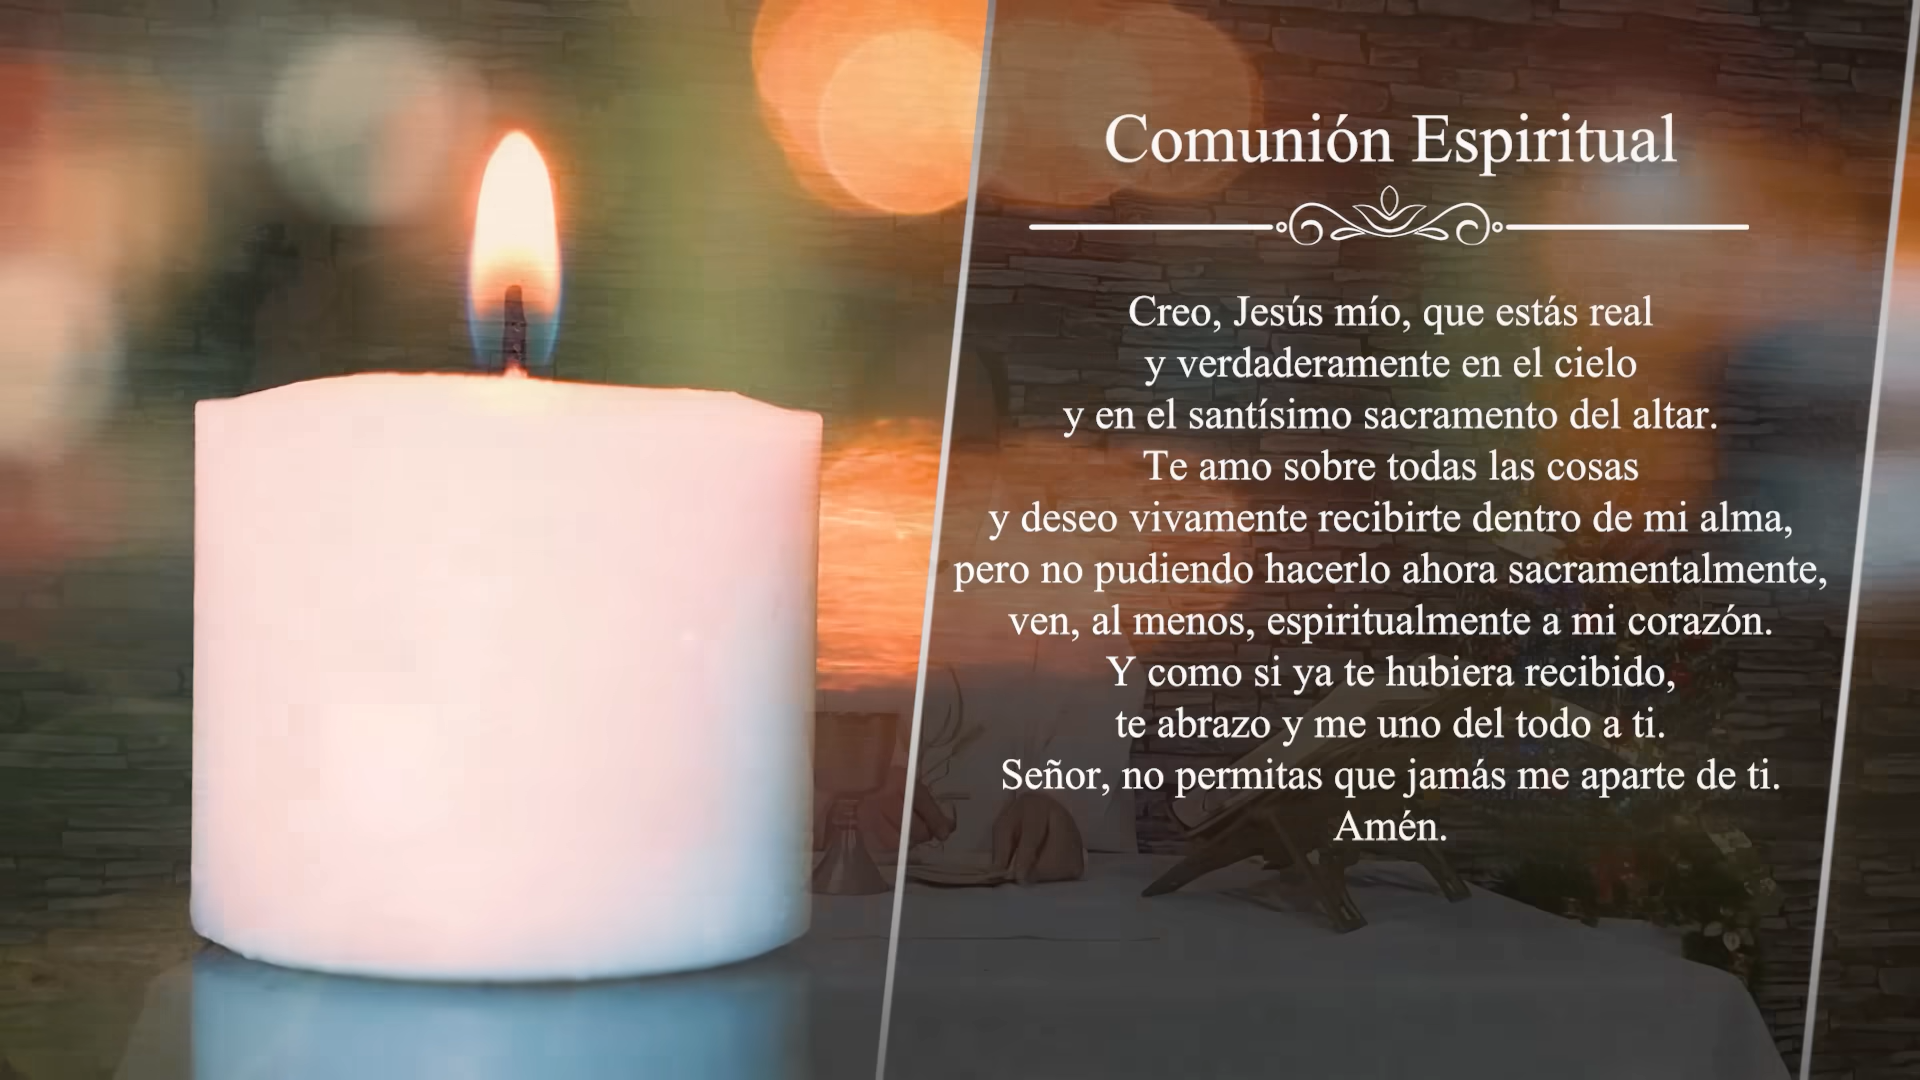 Comunión Espiritual
Creo, Jesús mío, que estás real
y verdaderamente en el cielo
y en el santísimo sacramento del altar.
Te amo sobre todas las cosas
y deseo vivamente recibirte dentro de mi alma,
pero no pudiendo hacerlo ahora sacramentalmente,
ven, al menos, espiritualmente a mi corazón.
Y como si ya te hubiera recibido,
te abrazo y me uno del todo a ti.
Señor, no permitas que jamás me aparte de ti.
Amén.